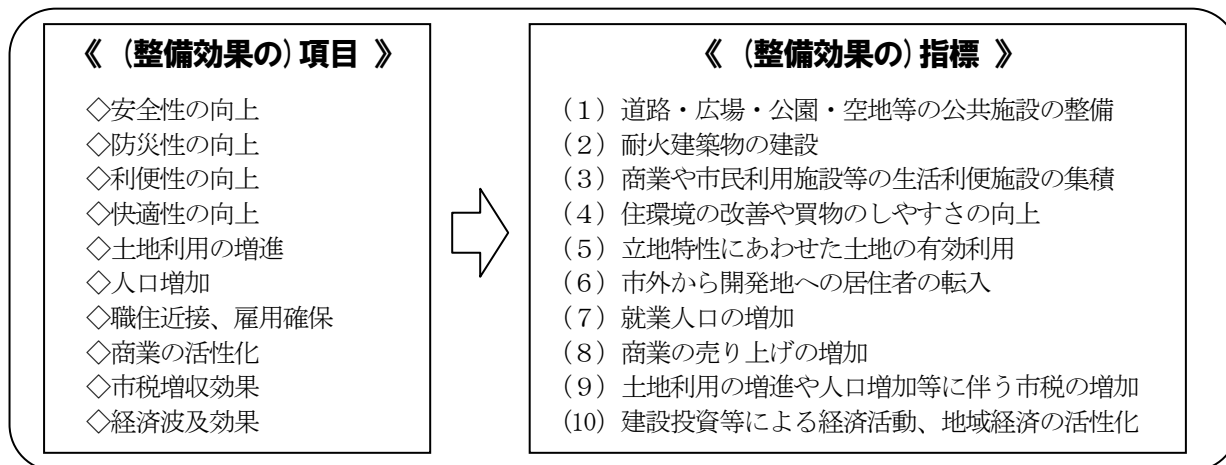 《 (整備効果の)項目 》
◇安全性の向上
◇防災性の向上
◇利便性の向上
◇快適性の向上
◇土地利用の増進
◇人口増加
◇職住近接、雇用確保
◇商業の活性化
◇市税増収効果
◇経済波及効果
《 (整備効果の)指標 》
（１）道路・広場・公園・空地等の公共施設の整備
（２）耐火建築物の建設
（３）商業や市民利用施設等の生活利便施設の集積
（４）住環境の改善や買物のしやすさの向上
（５）立地特性にあわせた土地の有効利用
（６）市外から開発地への居住者の転入
（７）就業人口の増加
（８）商業の売り上げの増加
（９）土地利用の増進や人口増加等に伴う市税の増加
（10）建設投資等による経済活動、地域経済の活性化